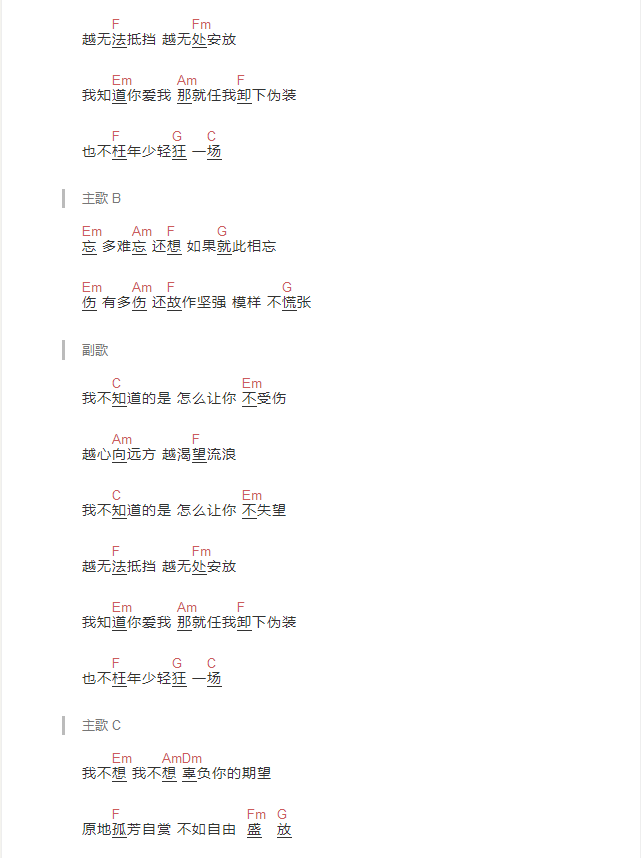 F Fm
越无法抵挡 越无处安放
Em Am F
我知道你爱我 那就任我卸下伪装
F G C
也不枉年少轻狂 一场
主歌 B
Em Am F G
忘 多难忘 还想 如果就此相忘
Em Am F G
伤 有多伤 还故作坚强 模样 不慌张
副歌
C Em
我不知道的是 怎么让你 不受伤
Am F
越心向远方 越渴望流浪
C Em
我不知道的是 怎么让你 不失望
F Fm
越无法抵挡 越无处安放
Em Am F
我知道你爱我 那就任我卸下伪装
F G C
也不枉年少轻狂 一场
主歌 C
Em AmDm
我不想 我不想 辜负你的期望
F Fm G
原地孤芳自赏 不如自由 盛 放